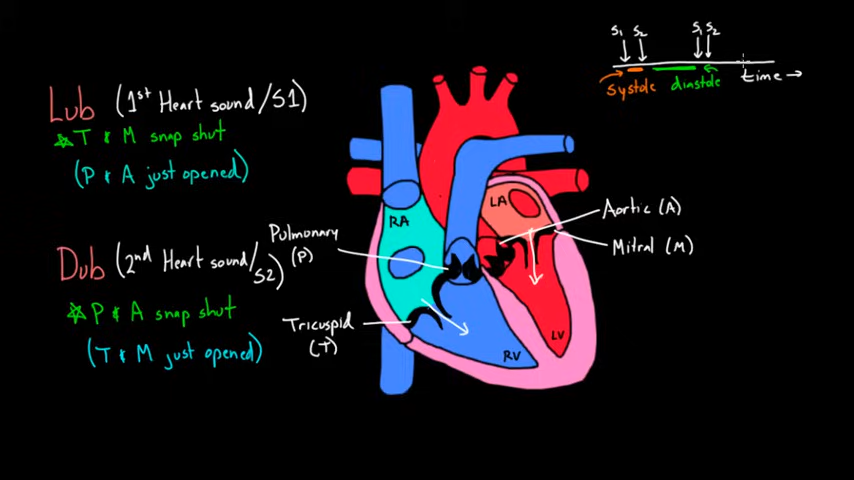 Lub (1st Heart sound/S1)
☆T & M snap shut
(P & A just opened)
Dub (2nd Heart sound/
S2)
☆P & A snap shut
(T & M just opened)
Pulmonary
(P)
Tricuspid
(T)
RA
LA
RV
LV
Aortic (A)
Mitral (M)
S1 S2 S1 S2
systole diastole time →